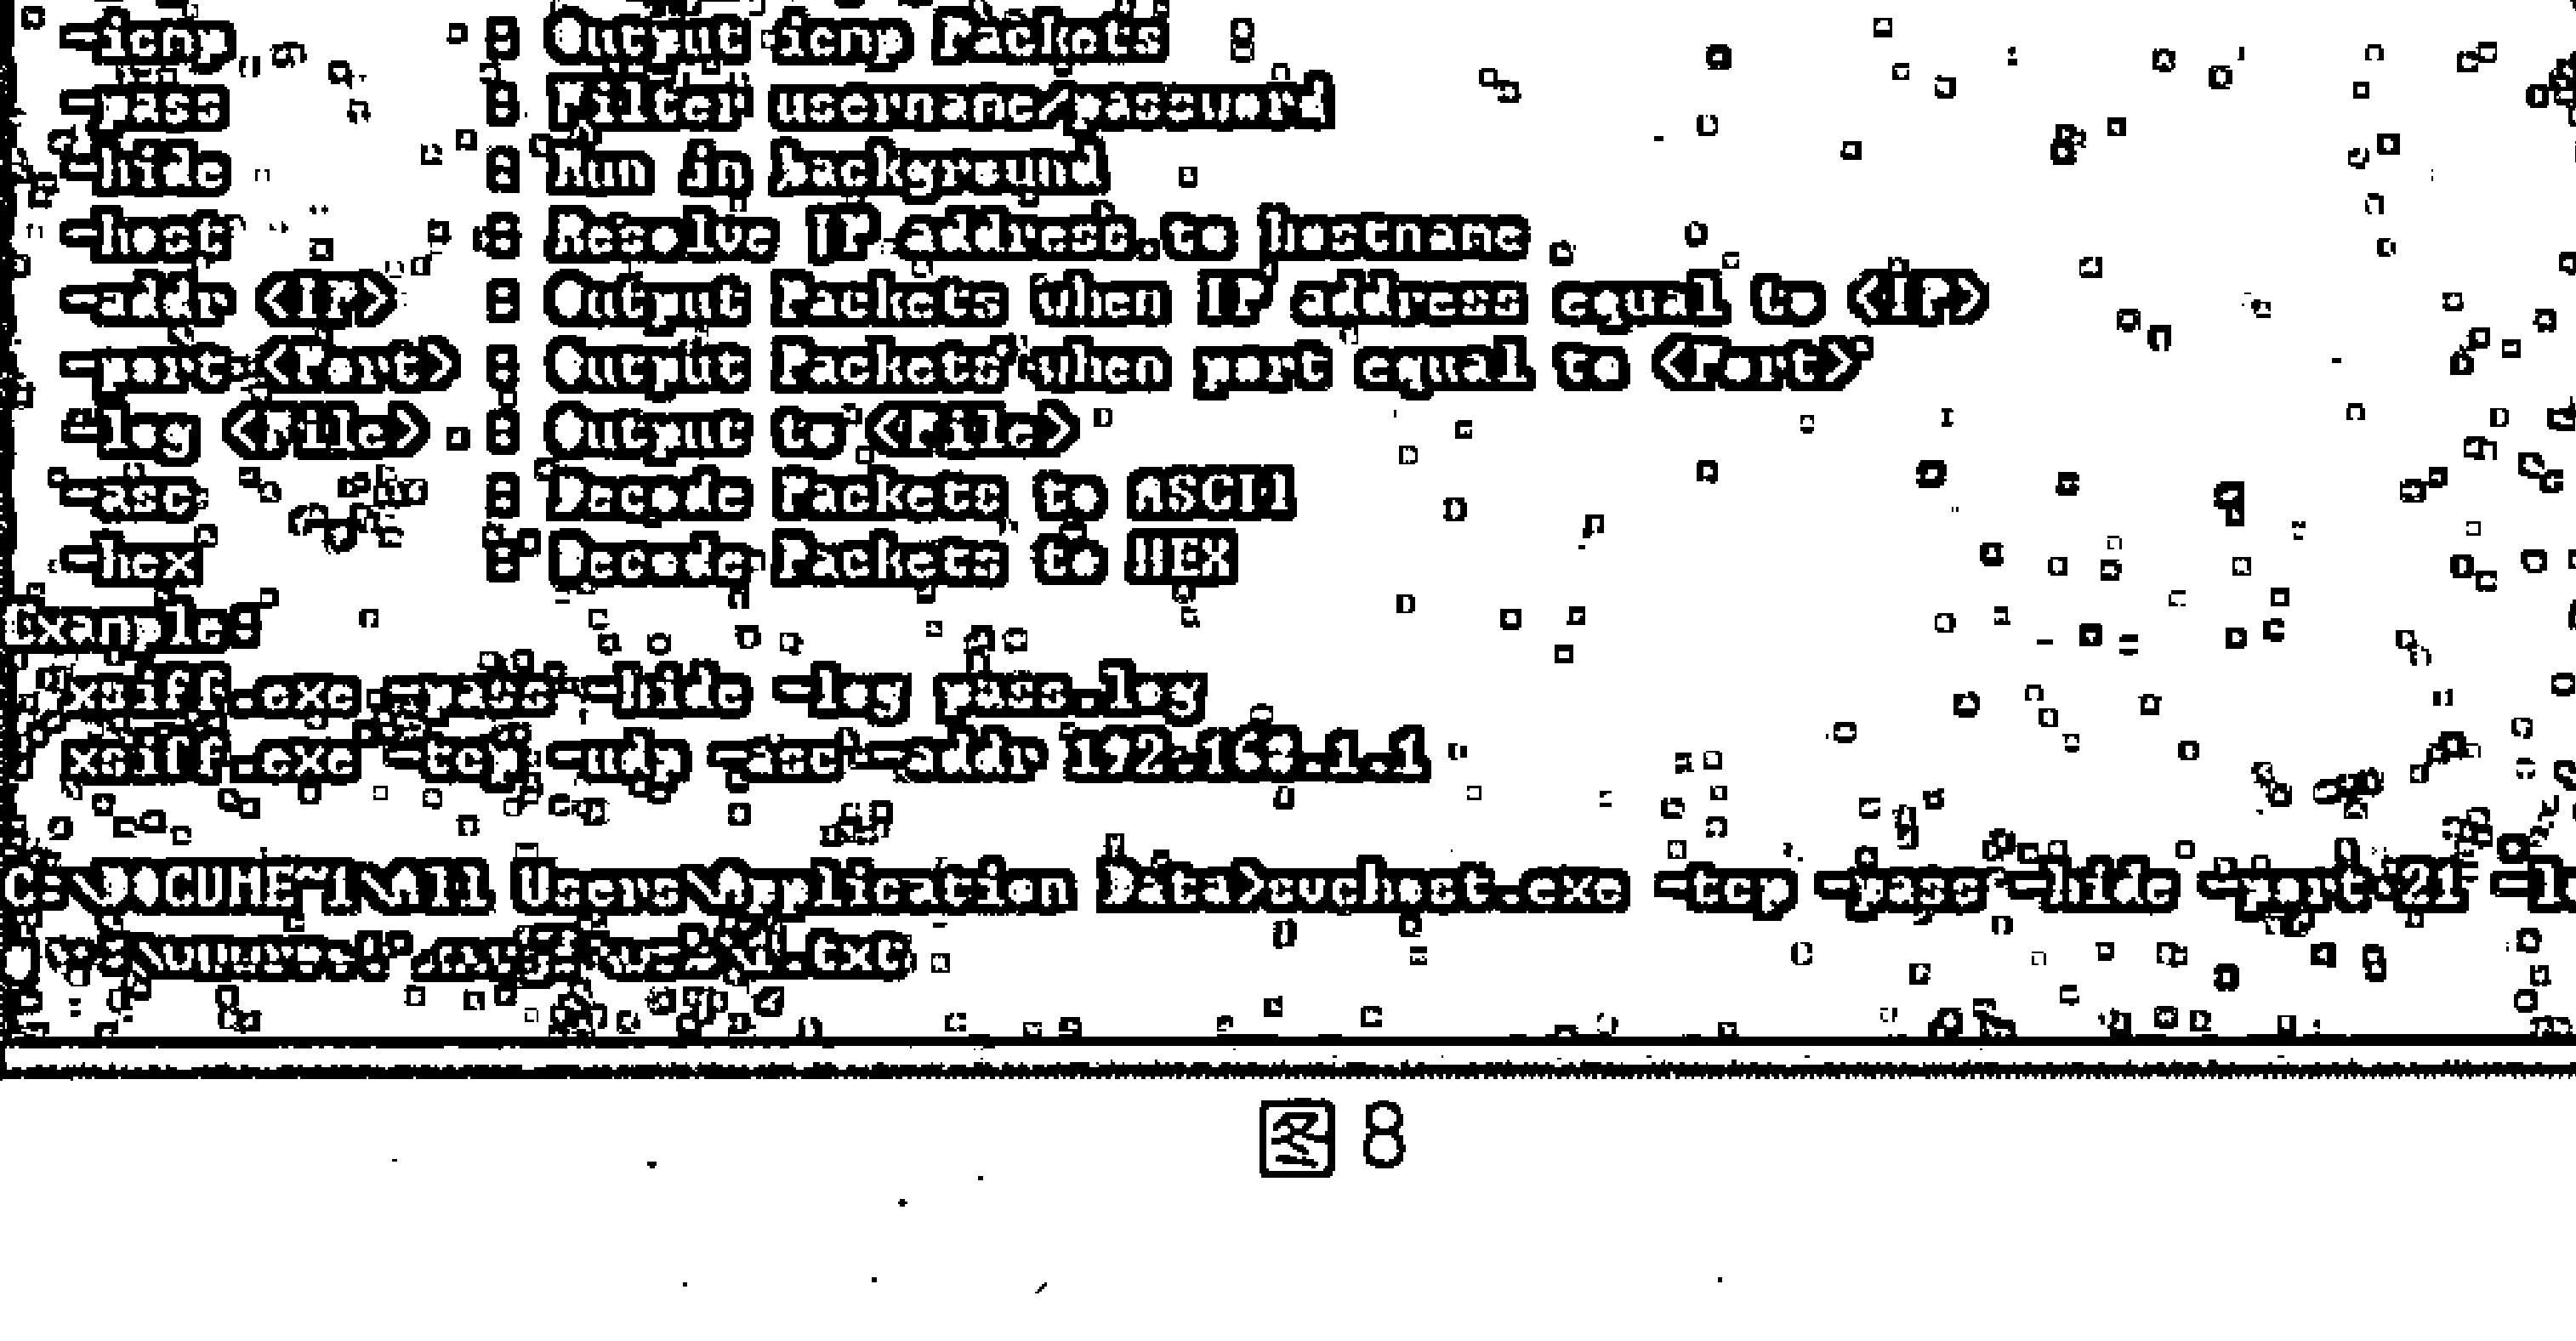 -icmp : Output icmp Packets
-pass : Filter username/password
-hide : Run in background
-host : Resolve IP address to hostname
-addr <IP> : Output Packets when IP address equal to <IP>
-port <Port> : Output Packets when port equal to <Port>
-log <File> : Output to <File>
-asc : Decode Packets to ASCII
-hex : Decode Packets to HEX
Example
xsiff.exe -pass -hide -log pass.log
xsiff.exe -tcp -udp -asc -addr 192.168.1.1
C:\DOCUME~1\All Users\Application Data>svchost.exe -tcp -pass -hide -port 21 -lo
图 8